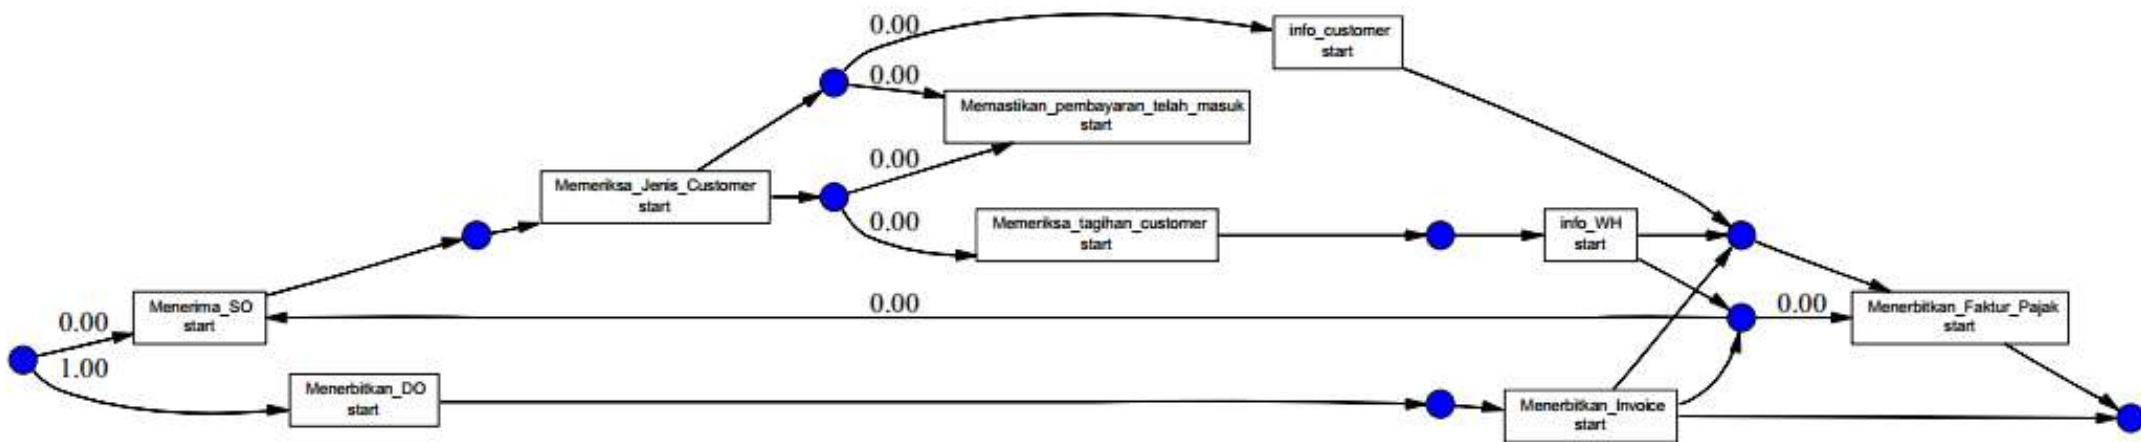 0.00
info_customer
start
0.00
Memastikan_pembayaran_telah_masuk
start
0.00
Memeriksa_Jenis_Customer
start
0.00
Memeriksa_tagihan_customer
start
info_WH
start
Menerima_SO
start
0.00
0.00
Menerbitkan_Faktur_Pajak
start
0.00
1.00
Menerbitkan_DO
start
Menerbitkan_Invoice
start